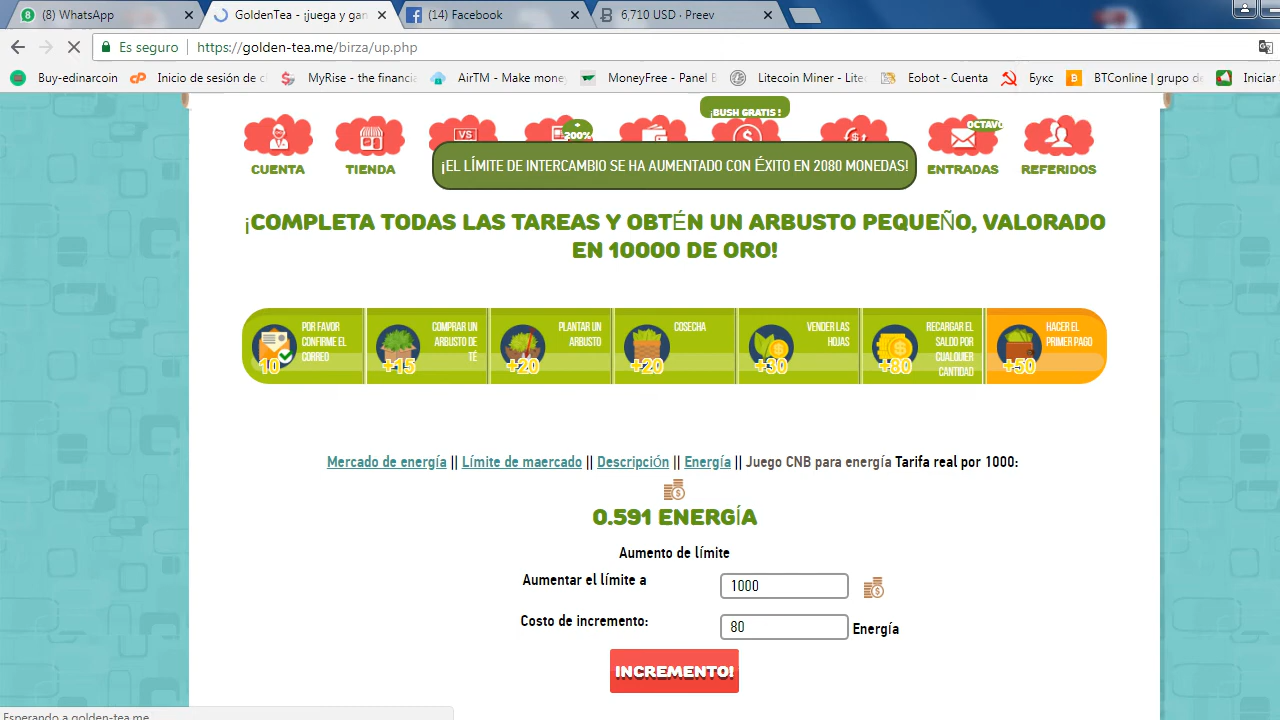 (8) WhatsApp
GoldenTea - ¡juega y gan
(14) Facebook
6,710 USD · Preev
Es seguro
https://golden-tea.me/birza/up.php
Buy-edinarcoin
Inicio de sesión de c
MyRise - the financia
AirTM - Make mone
MoneyFree - Panel B
Litecoin Miner - Lite
Eobot - Cuenta
Букс
BTConline | grupo de
Iniciar
¡BUSH GRATIS !
+
200%
VS
OCTAVO
CUENTA
TIENDA
ENTRADAS
REFERIDOS
¡EL LÍMITE DE INTERCAMBIO SE HA AUMENTADO CON ÉXITO EN 2080 MONEDAS!
¡COMPLETA TODAS LAS TAREAS Y OBTÉN UN ARBUSTO PEQUEÑO, VALORADO
EN 10000 DE ORO!
POR FAVOR
CONFIRME EL
CORREO
10
COMPRAR UN
ARBUSTO DE
TÉ
+15
PLANTAR UN
ARBUSTO
+20
COSECHA
+20
VENDER LAS
HOJAS
+30
RECARGAR EL
SALDO POR
CUALQUIER
CANTIDAD
+80
HACER EL
PRIMER PAGO
+50
Mercado de energía || Límite de maercado || Descripción || Energía || Juego CNB para energía Tarifa real por 1000:
0.591 ENERGÍA
Aumento de límite
Aumentar el límite a 1000
Costo de incremento: 80 Energía
INCREMENTO!
Esperando a golden-tea.me